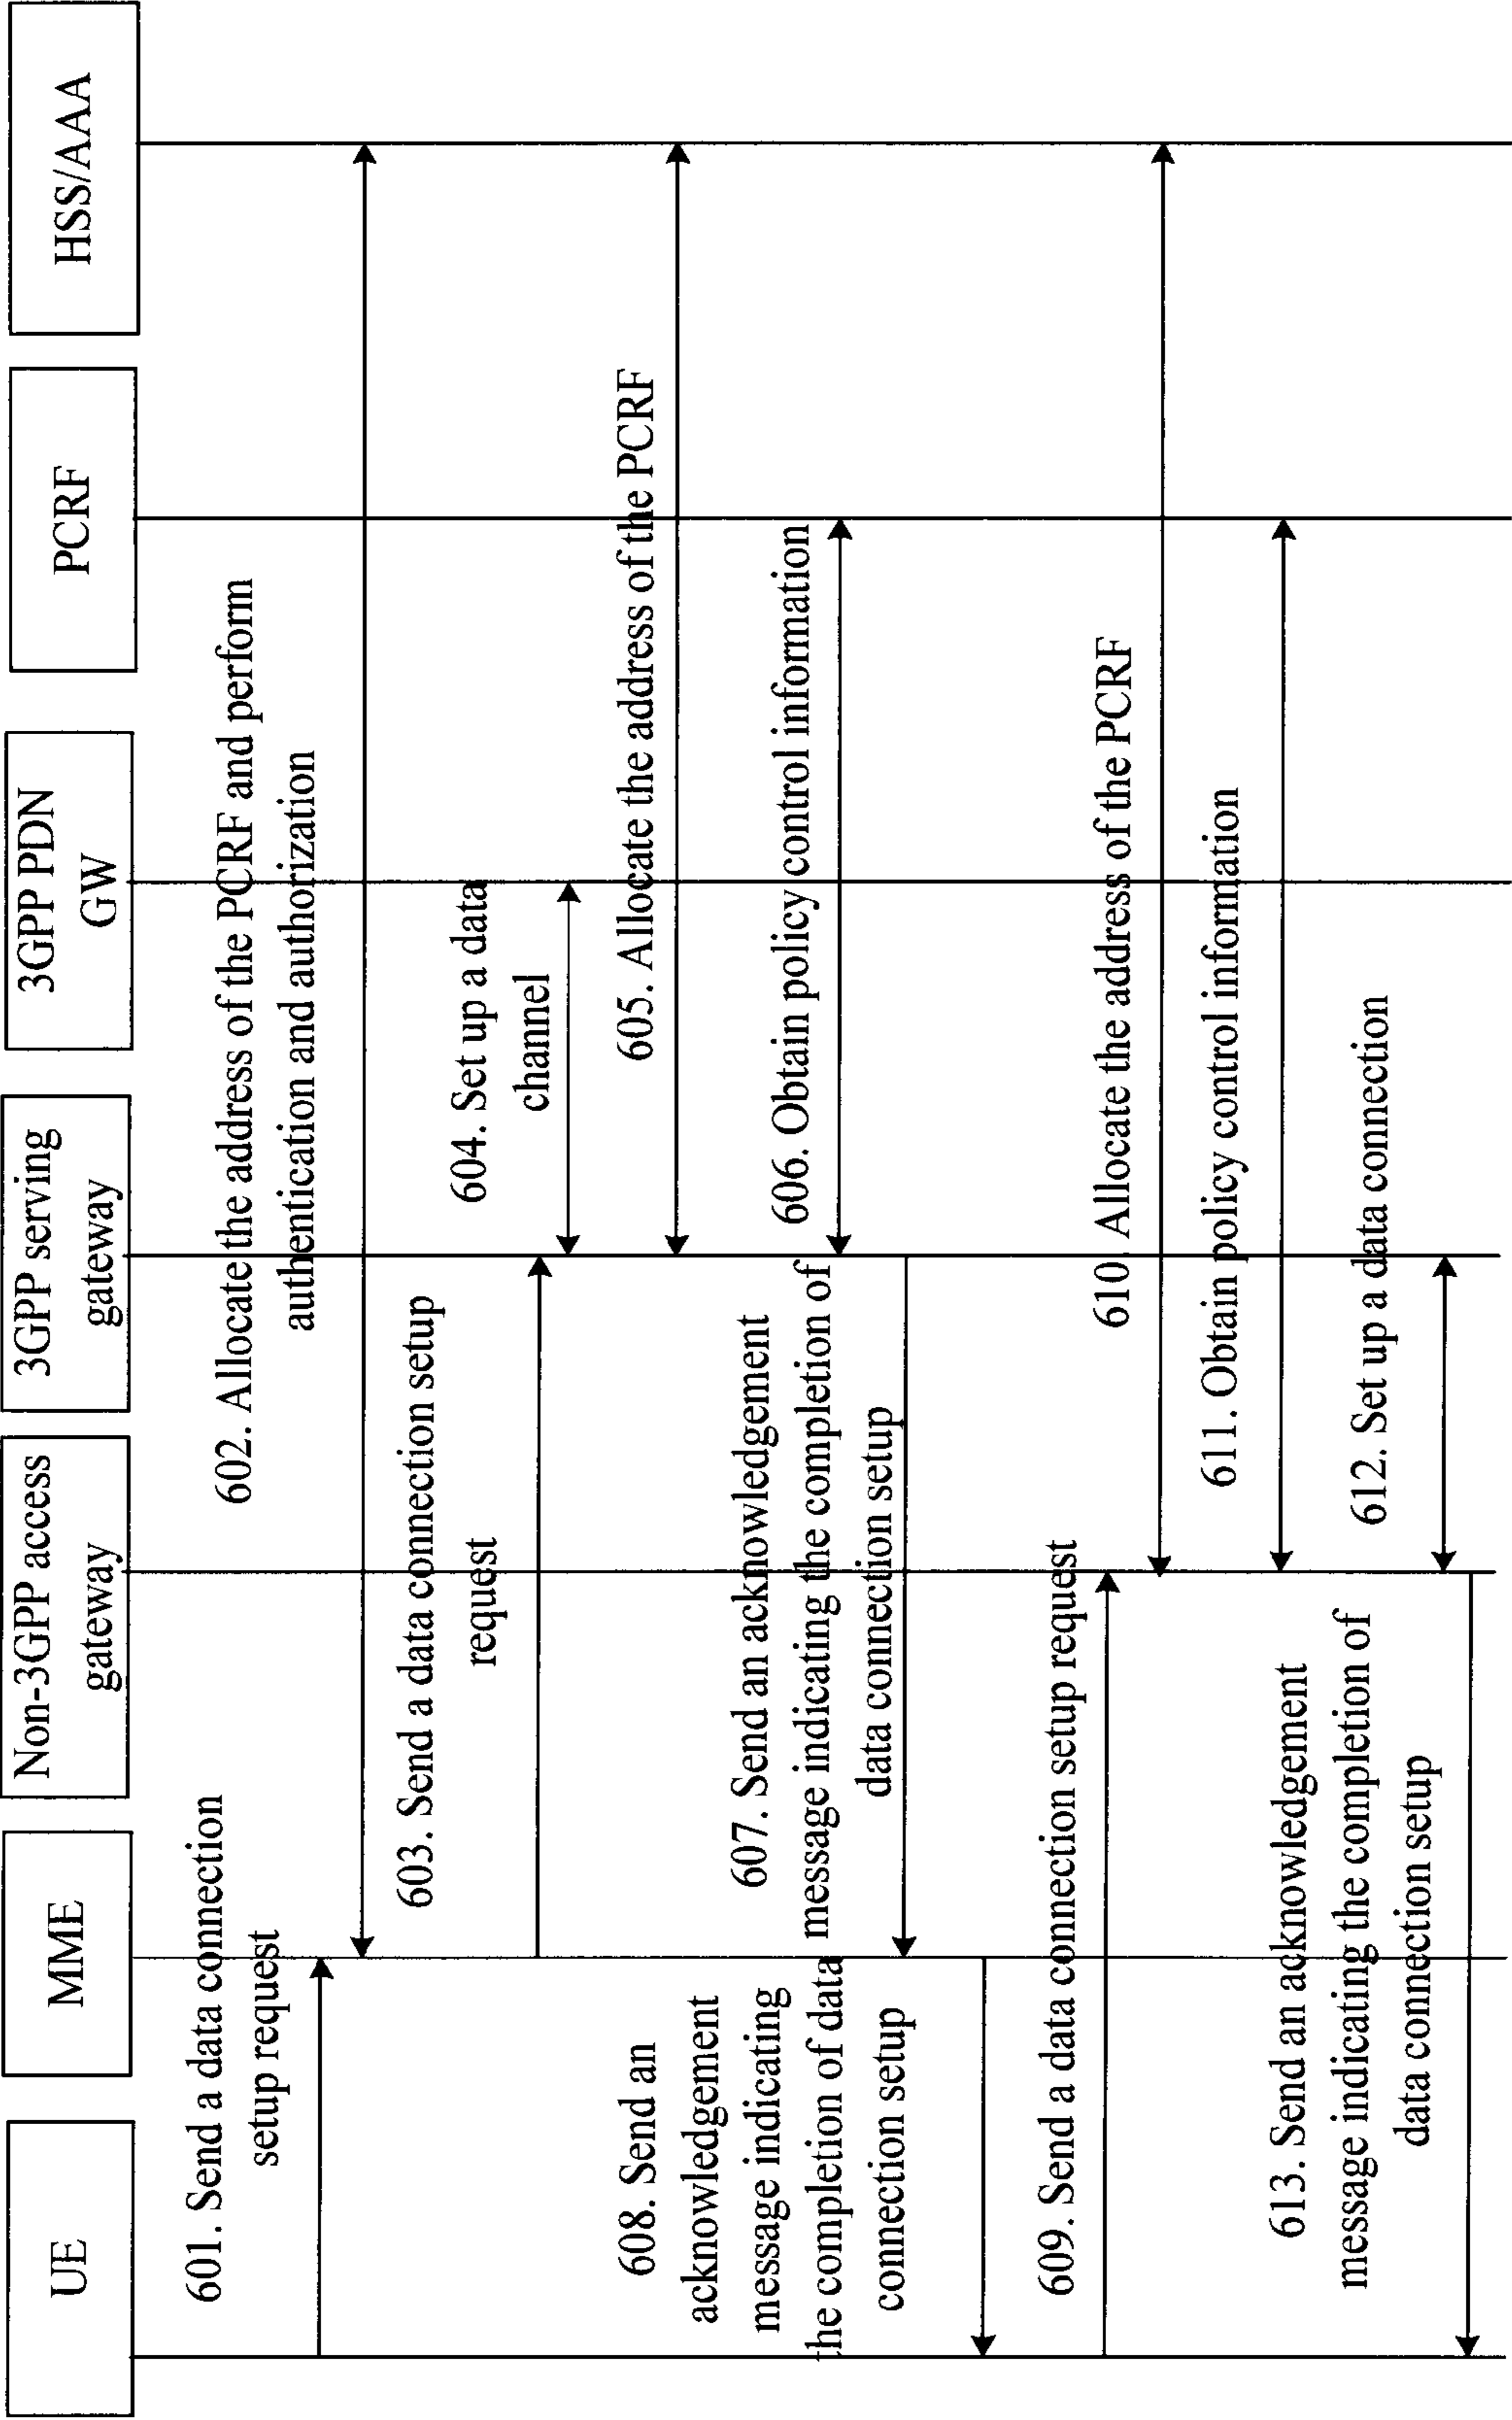 UE
MME
Non-3GPP access
gateway
3GPP serving
gateway
3GPP PDN
GW
PCRF
HSS/AAA
601. Send a data connection
setup request
602. Allocate the address of the PCRF and perform
authentication and authorization
603. Send a data connection setup
request
604. Set up a data
channel
605. Allocate the address of the PCRF
606. Obtain policy control information
607. Send an acknowledgement
message indicating the completion of
data connection setup
608. Send an
acknowledgement
message indicating
the completion of data
connection setup
609. Send a data connection setup request
610. Allocate the address of the PCRF
611. Obtain policy control information
612. Set up a data connection
613. Send an acknowledgement
message indicating the completion of
data connection setup